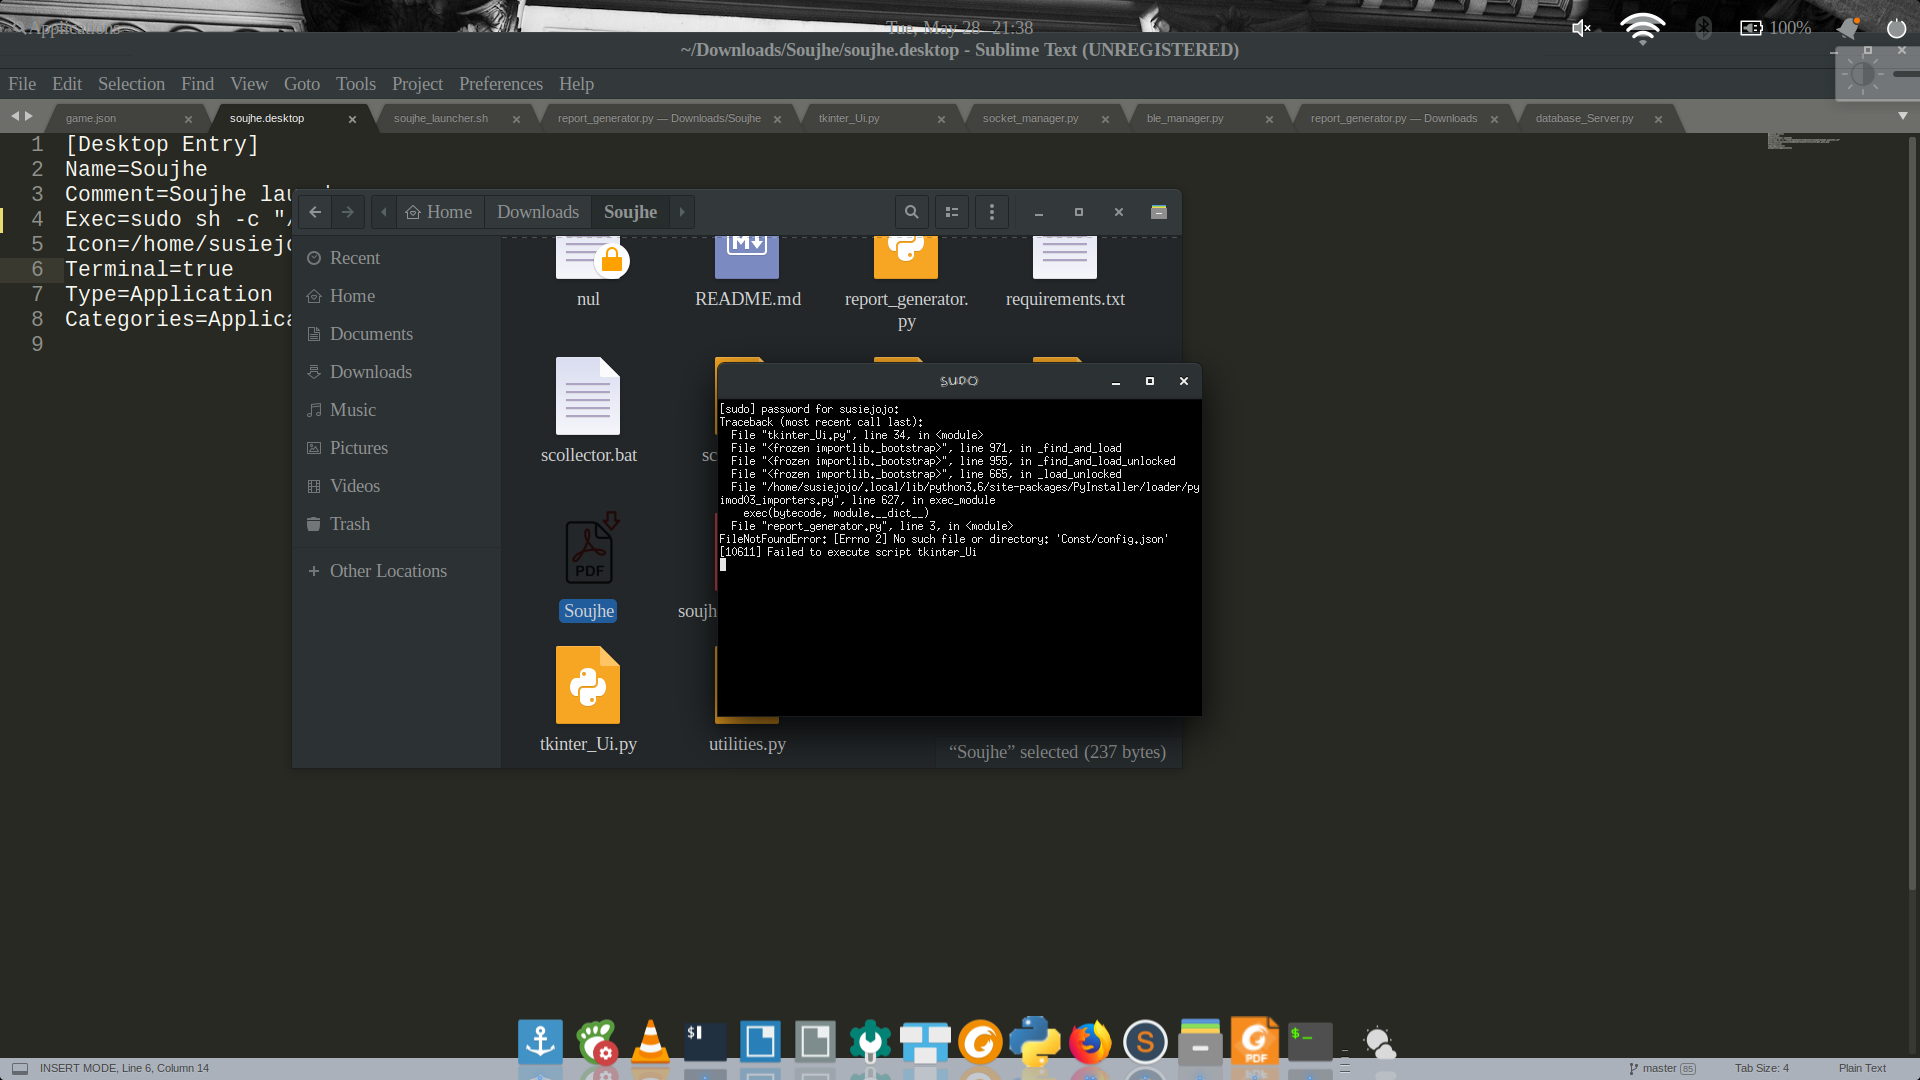 Applications
Tue, May 28 21:38
100%
~/Downloads/Soujhe/soujhe.desktop - Sublime Text (UNREGISTERED)
File Edit Selection Find View Goto Tools Project Preferences Help
game.json
soujhe.desktop
soujhe_launcher.sh
report_generator.py — Downloads/Soujhe
tkinter_Ui.py
socket_manager.py
ble_manager.py
report_generator.py — Downloads
database_Server.py
1 [Desktop Entry]
2 Name=Soujhe
3 Comment=Soujhe
4 Exec=sudo sh -c "/
5 Icon=/home/susiejo
6 Terminal=true
7 Type=Application
8 Categories=Applica
9
Home
Downloads
Soujhe
Recent
Home
Documents
Downloads
Music
Pictures
Videos
Trash
Other Locations
nul
README.md
report_generator.
py
requirements.txt
scollector.bat
sc
PDF
Soujhe
soujh
tkinter_Ui.py
utilities.py
“Soujhe” selected (237 bytes)
sudo
[sudo] password for susiejojo:
Traceback (most recent call last):
File "tkinter_Ui.py", line 34, in <module>
File "<frozen importlib._bootstrap>", line 971, in _find_and_load
File "<frozen importlib._bootstrap>", line 955, in _find_and_load_unlocked
File "<frozen importlib._bootstrap>", line 665, in _load_unlocked
File "/home/susiejojo/.local/lib/python3.6/site-packages/PyInstaller/loader/py
imod03_importers.py", line 627, in exec_module
exec(bytecode, module.__dict__)
File "report_generator.py", line 3, in <module>
FileNotFoundError: [Errno 2] No such file or directory: 'Const/config.json'
[10611] Failed to execute script tkinter_Ui
$
S
PDF
$_
INSERT MODE, Line 6, Column 14
master 85
Tab Size: 4
Plain Text